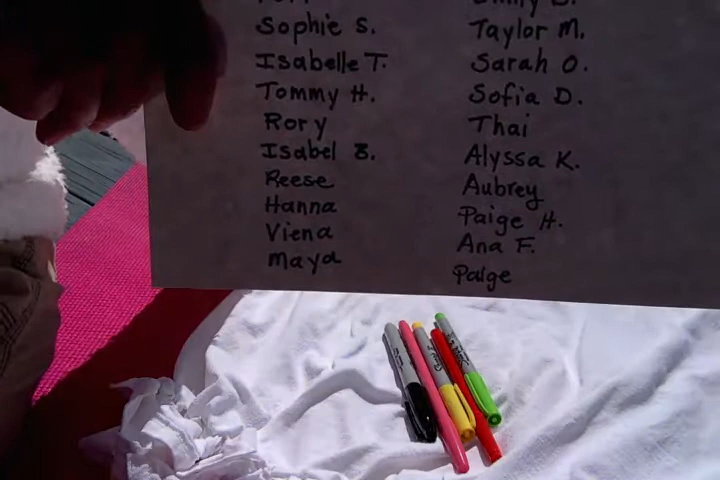 Sophie S.
Isabelle T.
Tommy H.
Rory
Isabel B.
Reese
Hanna
Viena
Maya
Taylor M.
Sarah O.
Sofia D.
Thai
Alyssa K.
Aubrey
Paige H.
Ana F.
Paige